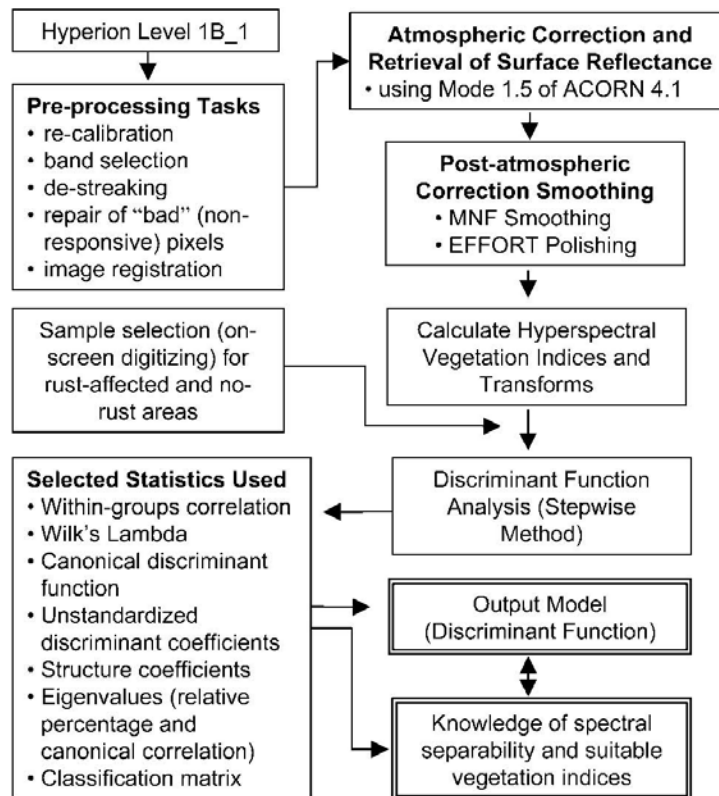 Hyperion Level 1B_1
Pre-processing Tasks
• re-calibration
• band selection
• de-streaking
• repair of “bad” (non-
responsive) pixels
• image registration
Atmospheric Correction and
Retrieval of Surface Reflectance
• using Mode 1.5 of ACORN 4.1
Post-atmospheric
Correction Smoothing
• MNF Smoothing
• EFFORT Polishing
Sample selection (on-
screen digitizing) for
rust-affected and no-
rust areas
Calculate Hyperspectral
Vegetation Indices and
Transforms
Discriminant Function
Analysis (Stepwise
Method)
Selected Statistics Used
• Within-groups correlation
• Wilk’s Lambda
• Canonical discriminant
function
• Unstandardized
discriminant coefficients
• Structure coefficients
• Eigenvalues (relative
percentage and
canonical correlation)
• Classification matrix
Output Model
(Discriminant Function)
Knowledge of spectral
separability and suitable
vegetation indices